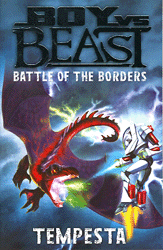 BOY VS
BEAST
BATTLE OF THE BORDERS
TEMPESTA